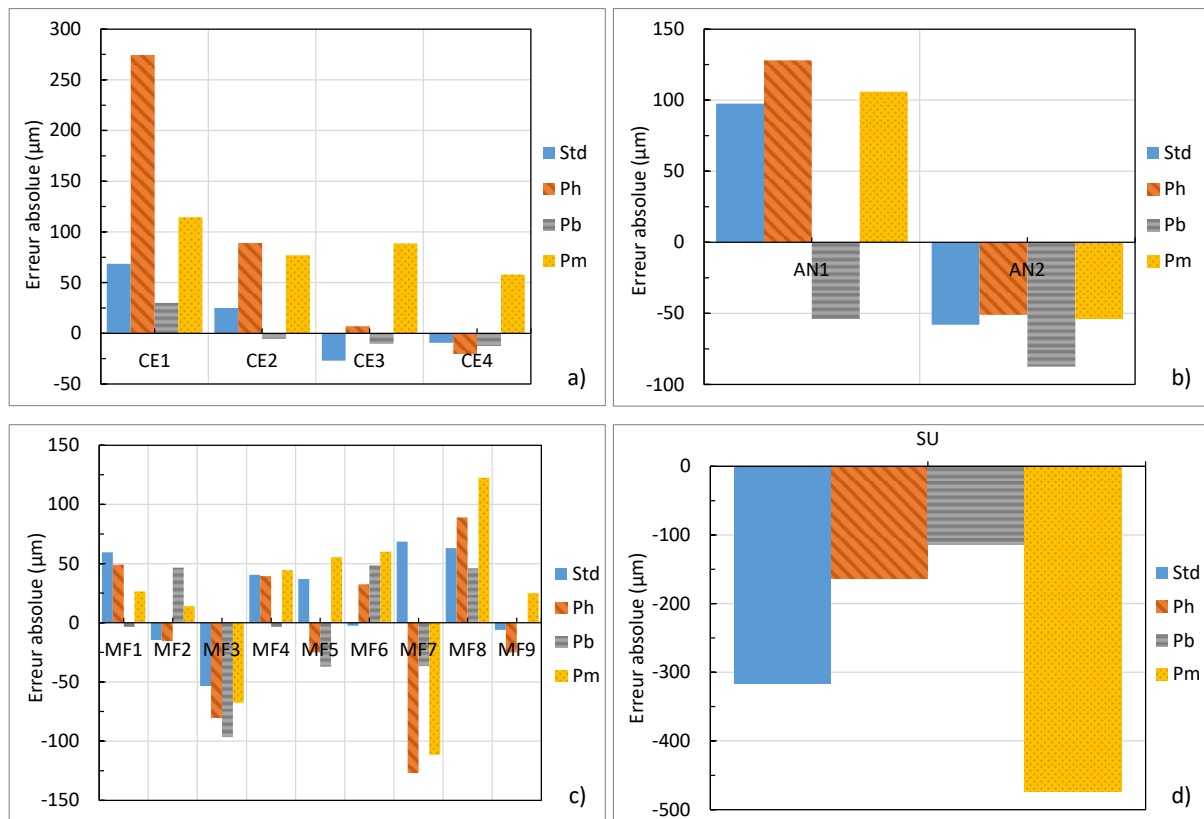 300
250
200
150
100
50
0
-50
Erreur absolue (µm)
CE1 CE2 CE3 CE4
Std
Ph
Pb
Pm
a)
150
100
50
0
-50
-100
Erreur absolue (µm)
AN1 AN2
Std
Ph
Pb
Pm
b)
150
100
50
0
-50
-100
-150
Erreur absolue (µm)
MF1 MF2 MF3 MF4 MF5 MF6 MF7 MF8 MF9
Std
Ph
Pb
Pm
c)
SU
0
-100
-200
-300
-400
-500
Erreur absolue (µm)
Std
Ph
Pb
Pm
d)